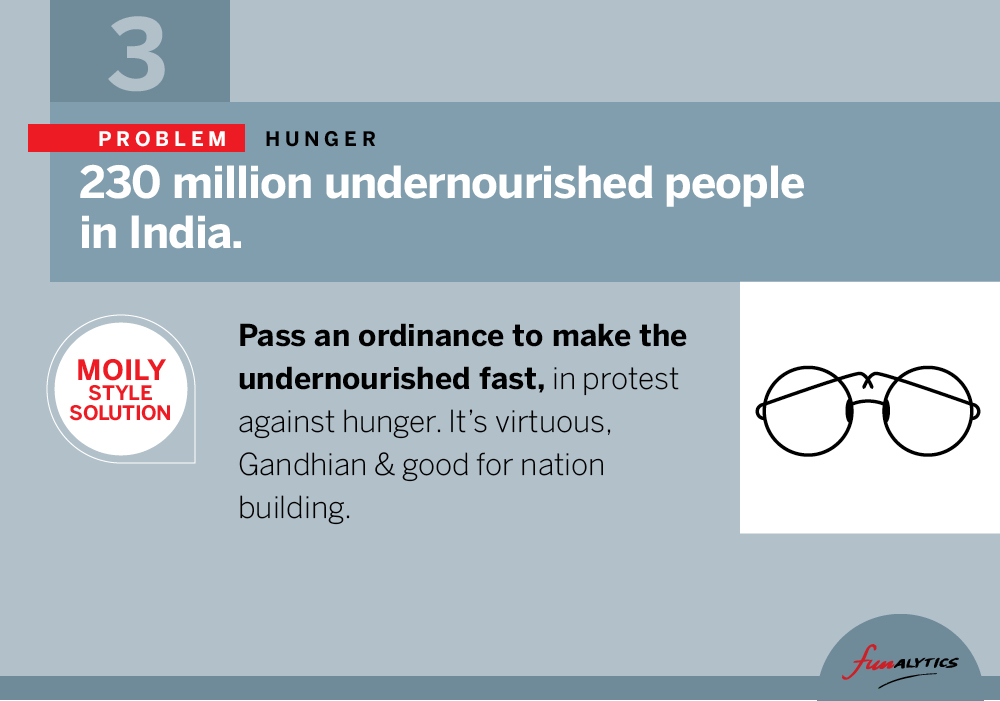 3
PROBLEM HUNGER
230 million undernourished people
in India.
MOILY
STYLE
SOLUTION
Pass an ordinance to make the
undernourished fast, in protest
against hunger. It’s virtuous,
Gandhian & good for nation
building.
funALYTICS